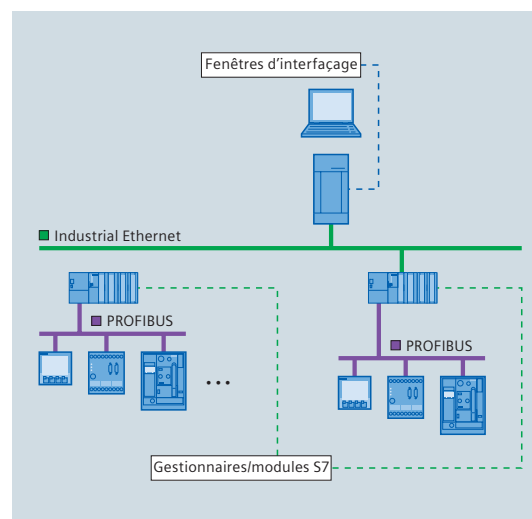 Fenêtres d'interfaçage
Industrial Ethernet
PROFIBUS
PROFIBUS
...
Gestionnaires/modules S7